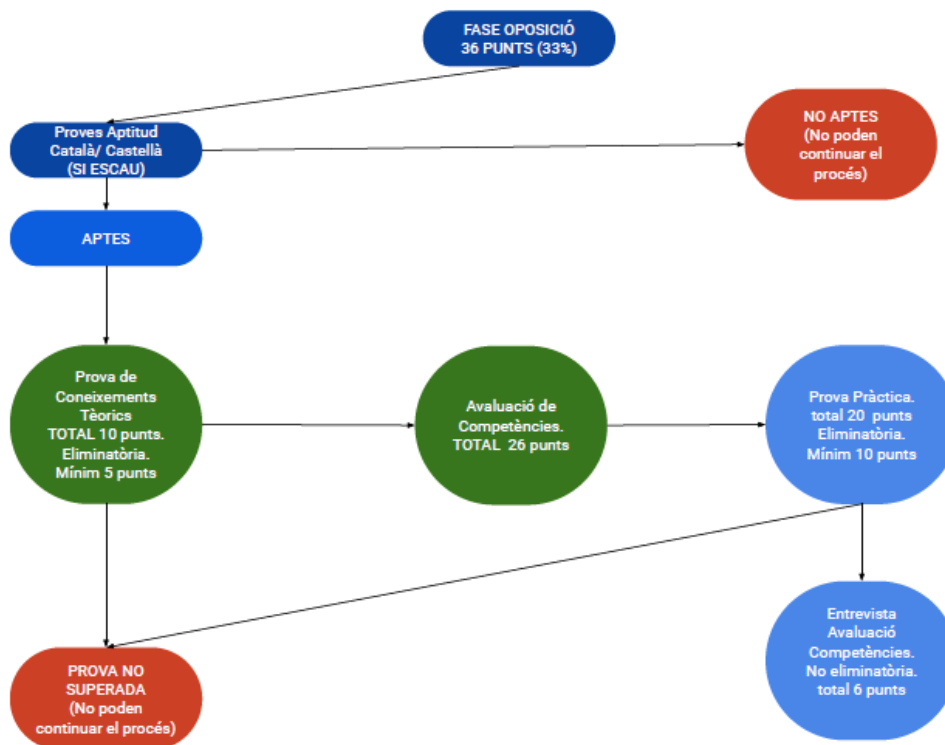 FASE OPOSICIÓ
36 PUNTS (33%)
Proves Aptitud
Català/ Castellà
(SI ESCAU)
NO APTES
(No poden
continuar el
procés)
APTES
Prova de
Coneixements
Tèorics
TOTAL 10 punts.
Eliminatòria.
Mínim 5 punts
Avaluació de
Competències.
TOTAL 26 punts
Prova Pràctica.
total 20 punts
Eliminatòria.
Mínim 10 punts
Entrevista
Avaluació
Competències.
No eliminatòria.
total 6 punts
PROVA NO
SUPERADA
(No poden
continuar el procés)